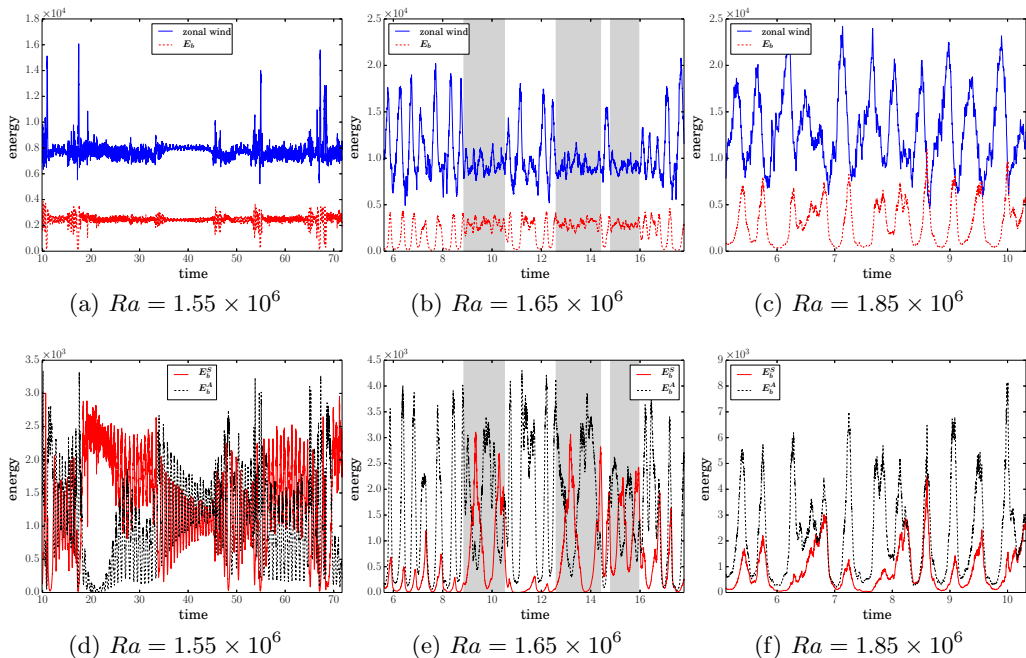 ×10⁴
1.8
1.6
1.4
1.2
1.0
0.8
0.6
0.4
0.2
0.0
energy
zonal wind
E_b
10 20 30 40 50 60 70
time
(a) Ra = 1.55 × 10⁶
×10⁴
2.5
2.0
1.5
1.0
0.5
0.0
energy
zonal wind
E_b
6 8 10 12 14 16
time
(b) Ra = 1.65 × 10⁶
×10⁴
2.5
2.0
1.5
1.0
0.5
0.0
energy
zonal wind
E_b
6 7 8 9 10
time
(c) Ra = 1.85 × 10⁶
×10³
3.5
3.0
2.5
2.0
1.5
1.0
0.5
0.0
energy
E_b^S
E_b^A
10 20 30 40 50 60 70
time
(d) Ra = 1.55 × 10⁶
×10³
4.5
4.0
3.5
3.0
2.5
2.0
1.5
1.0
0.5
0.0
energy
E_b^S
E_b^A
6 8 10 12 14 16
time
(e) Ra = 1.65 × 10⁶
×10³
9
8
7
6
5
4
3
2
1
0
energy
E_b^S
E_b^A
6 7 8 9 10
time
(f) Ra = 1.85 × 10⁶